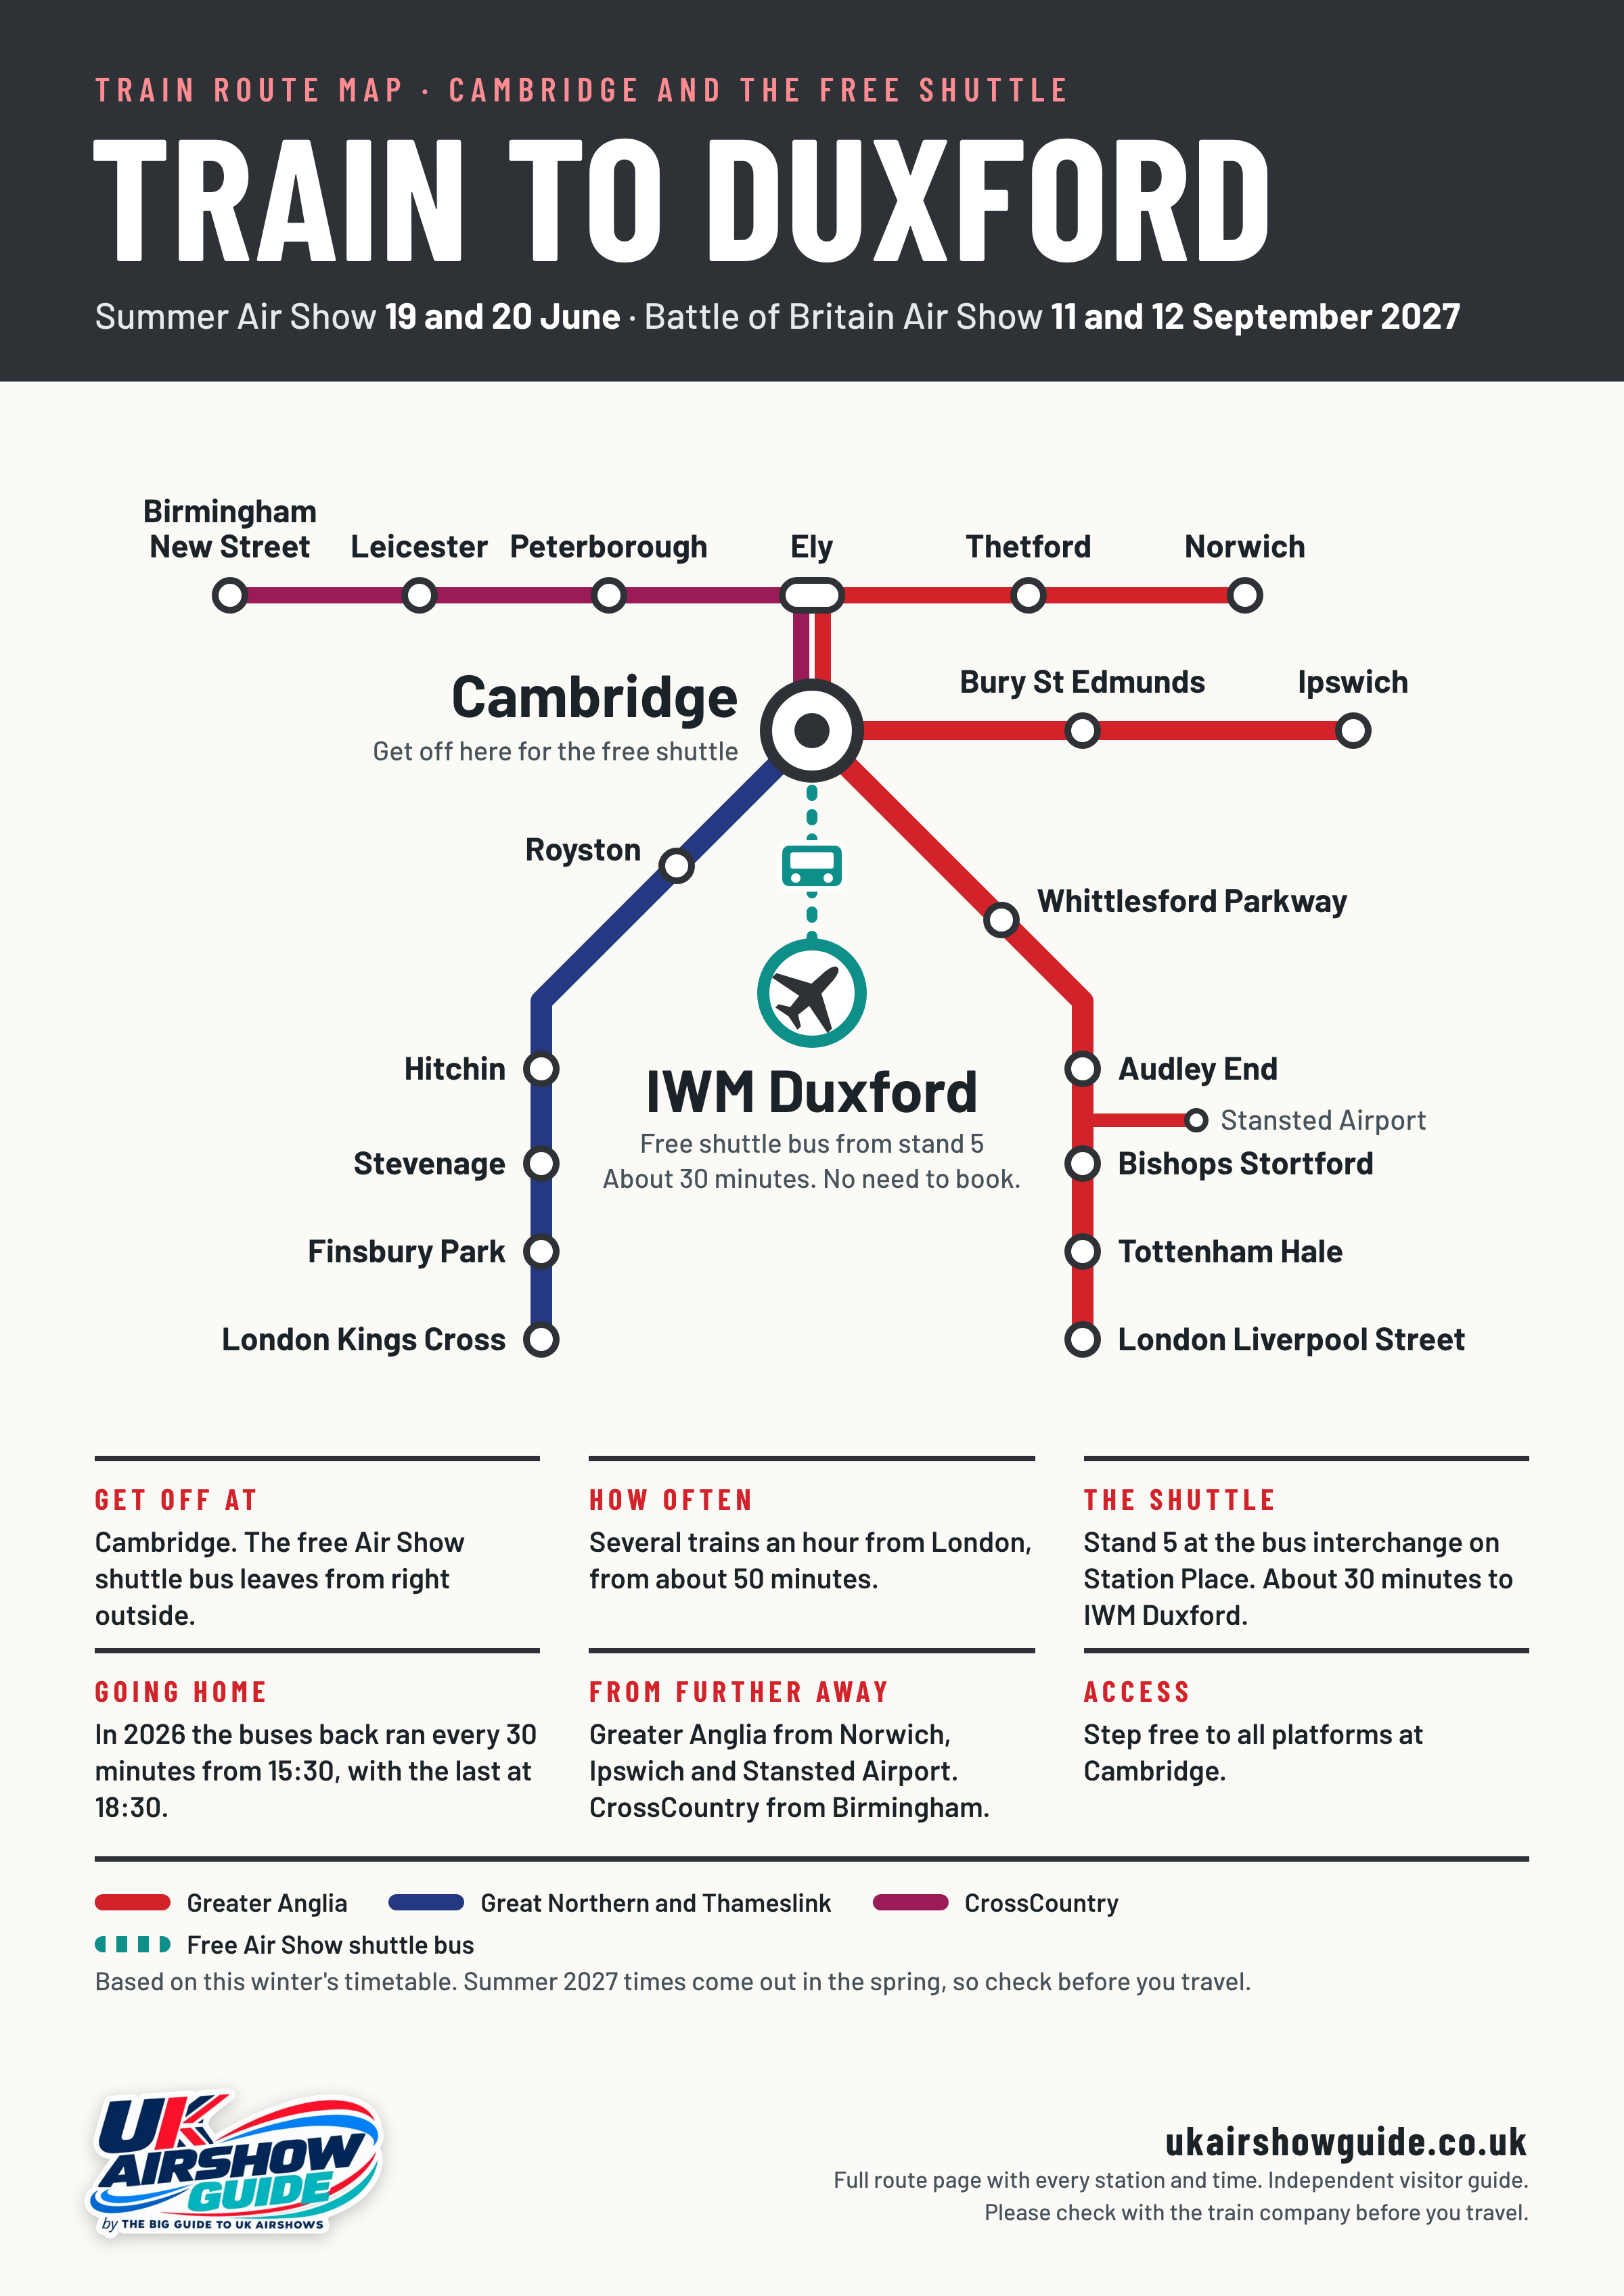 TRAIN ROUTE MAP · CAMBRIDGE AND THE FREE SHUTTLE
TRAIN TO DUXFORD
Summer Air Show 19 and 20 June · Battle of Britain Air Show 11 and 12 September 2027
Birmingham
New Street
Leicester
Peterborough
Ely
Thetford
Norwich
Cambridge
Get off here for the free shuttle
Bury St Edmunds
Ipswich
Royston
Whittlesford Parkway
Hitchin
IWM Duxford
Free shuttle bus from stand 5
About 30 minutes. No need to book.
Audley End
Stansted Airport
Stevenage
Bishops Stortford
Finsbury Park
Tottenham Hale
London Kings Cross
London Liverpool Street
GET OFF AT
Cambridge. The free Air Show
shuttle bus leaves from right
outside.
HOW OFTEN
Several trains an hour from London,
from about 50 minutes.
THE SHUTTLE
Stand 5 at the bus interchange on
Station Place. About 30 minutes to
IWM Duxford.
GOING HOME
In 2026 the buses back ran every 30
minutes from 15:30, with the last at
18:30.
FROM FURTHER AWAY
Greater Anglia from Norwich,
Ipswich and Stansted Airport.
CrossCountry from Birmingham.
ACCESS
Step free to all platforms at
Cambridge.
Greater Anglia
Great Northern and Thameslink
CrossCountry
Free Air Show shuttle bus
Based on this winter's timetable. Summer 2027 times come out in the spring, so check before you travel.
UK
AIRSHOW
GUIDE
by THE BIG GUIDE TO UK AIRSHOWS
ukairshowguide.co.uk
Full route page with every station and time. Independent visitor guide.
Please check with the train company before you travel.